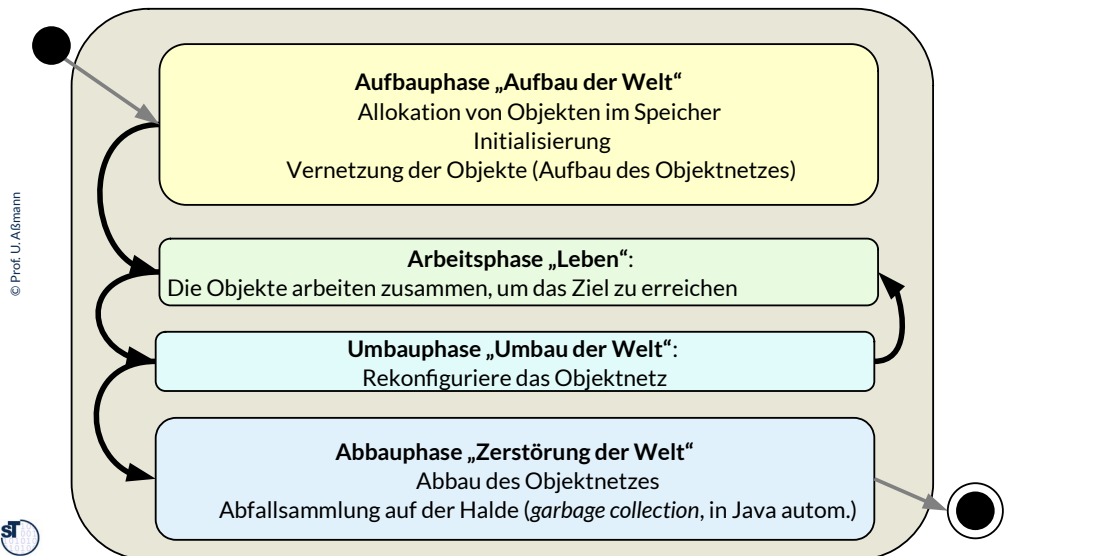 Aufbauphase „Aufbau der Welt“
Allokation von Objekten im Speicher
Initialisierung
Vernetzung der Objekte (Aufbau des Objektnetzes)
Arbeitsphase „Leben“:
Die Objekte arbeiten zusammen, um das Ziel zu erreichen
Umbauphase „Umbau der Welt“:
Rekonfiguriere das Objektnetz
Abbauphase „Zerstörung der Welt“
Abbau des Objektnetzes
Abfallsammlung auf der Halde (garbage collection, in Java autom.)
© Prof. U. Aßmann
ST